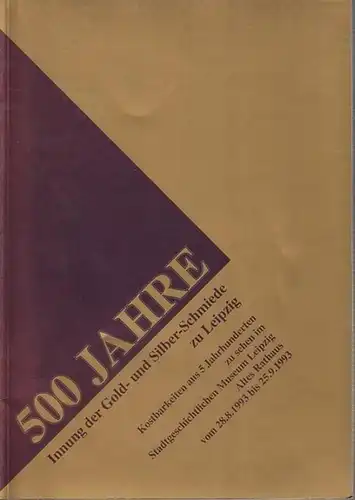 500 JAHRE
Innung der Gold- und Silber-Schmiede
zu Leipzig
Kostbarkeiten aus 5 Jahrhunderten
zu sehen im
Stadtgeschichtlichen Museum Leipzig
Altes Rathaus
vom 28.8.1993 bis 25.9.1993